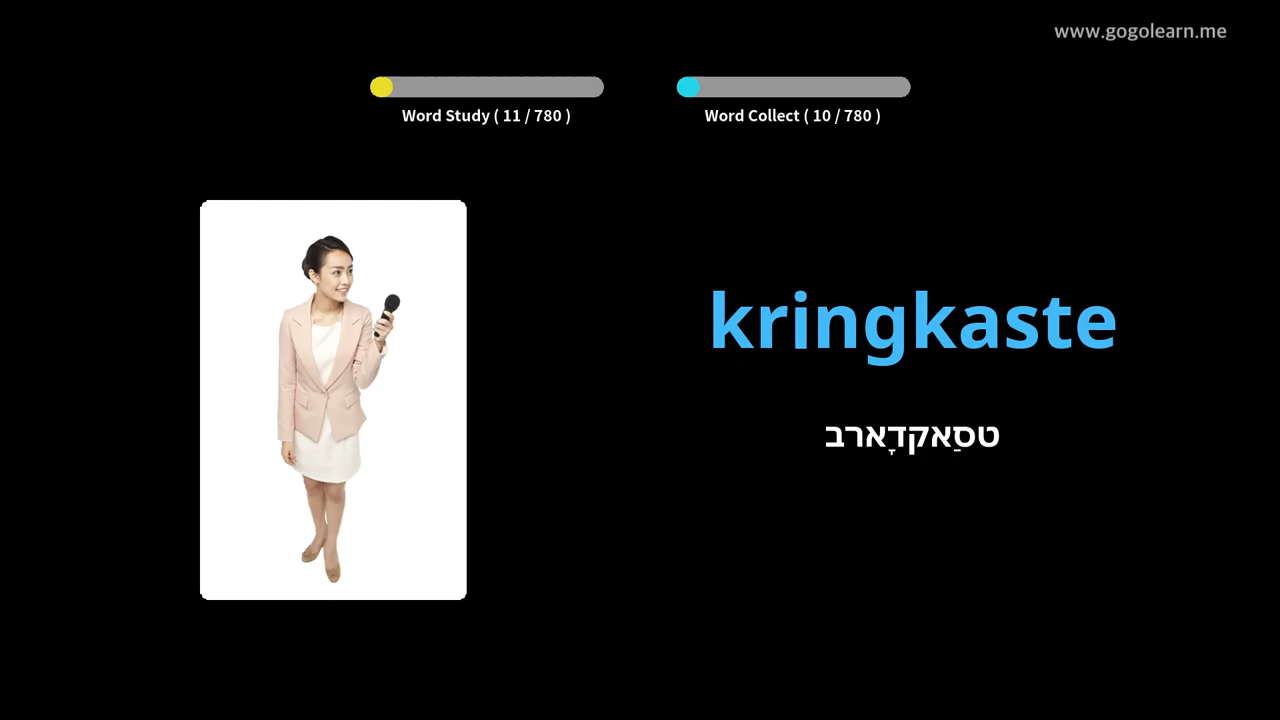 www.gogolearn.me
Word Study ( 11 / 780 )
Word Collect ( 10 / 780 )
kringkaste
טסַאקדָארב